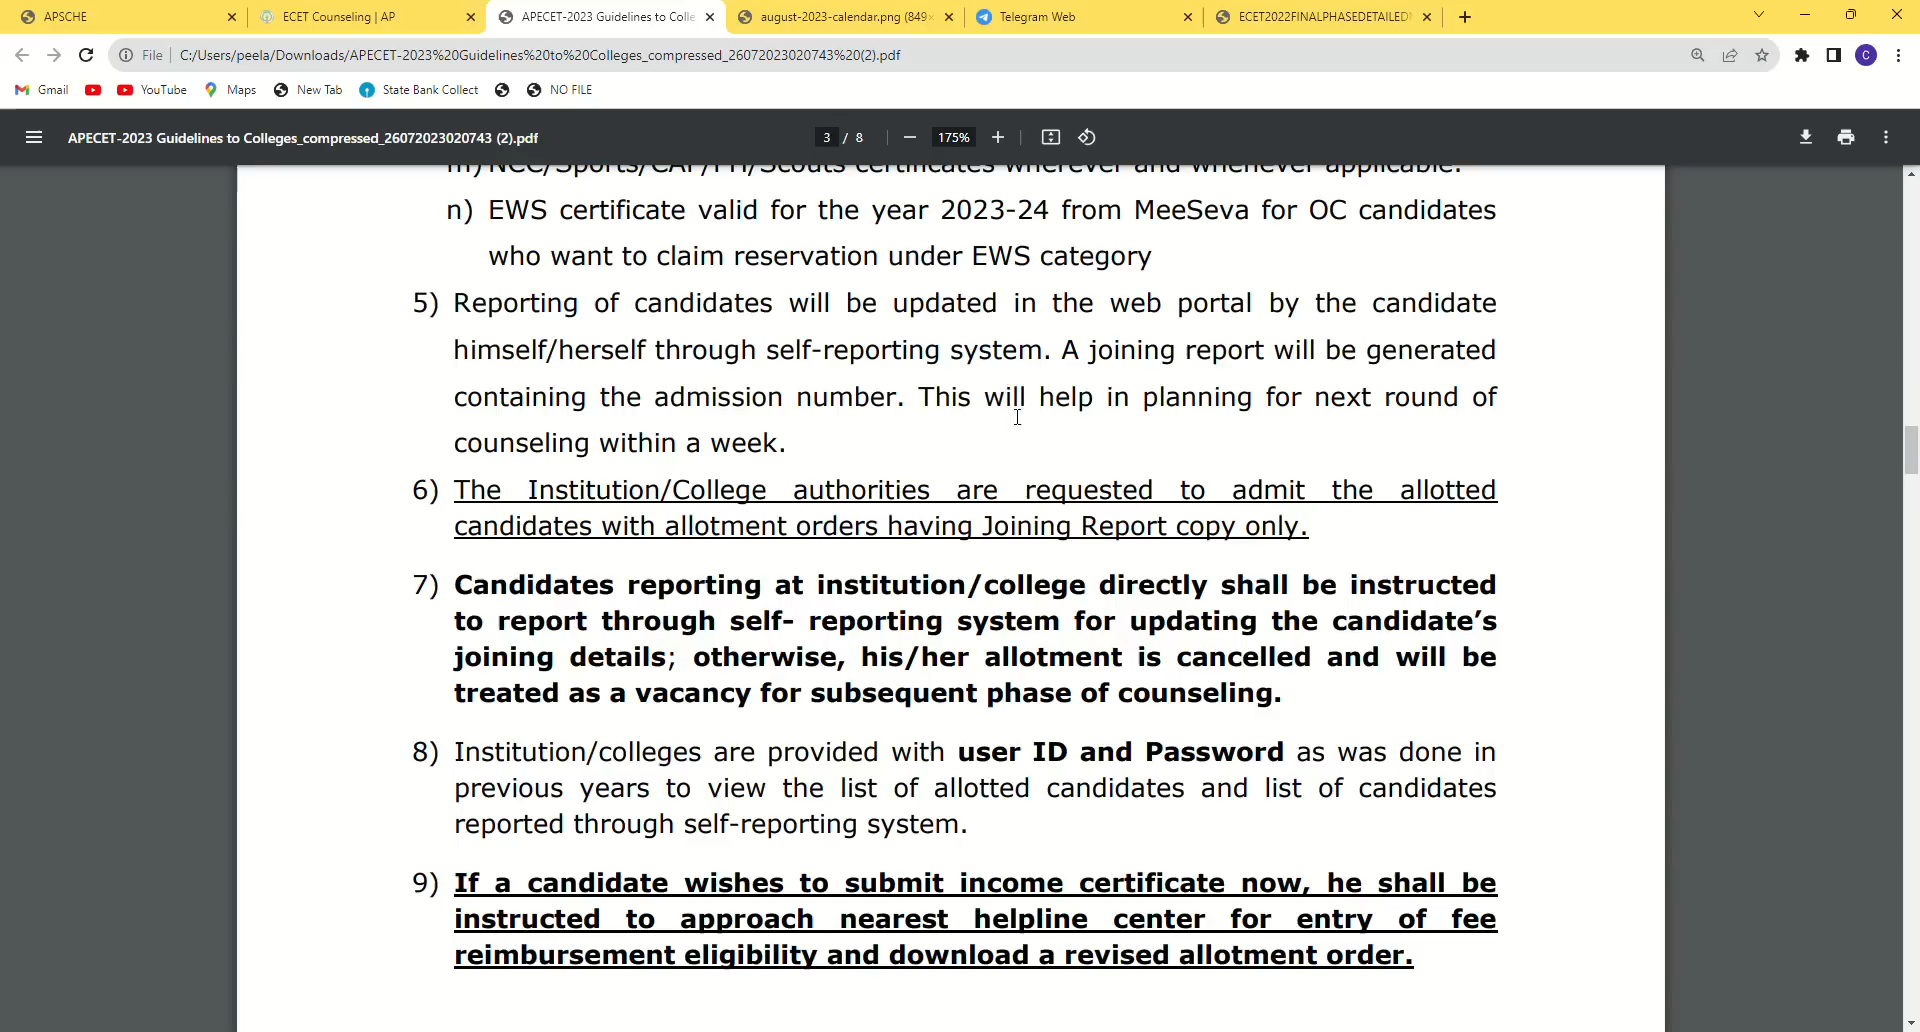 APSCHE
ECET Counseling | AP
APECET-2023 Guidelines to Colle
august-2023-calendar.png (849
Telegram Web
ECET2022FINALPHASEDETAILED
File
C:/Users/peela/Downloads/APECET-2023%20Guidelines%20to%20Colleges_compressed_26072023020743%20(2).pdf
C
Gmail
YouTube
Maps
New Tab
State Bank Collect
NO FILE
APECET-2023 Guidelines to Colleges_compressed_26072023020743 (2).pdf
3 / 8
175%
m) NCC/Sports/CAP/PH/Scouts certificates wherever and whenever applicable.
n) EWS certificate valid for the year 2023-24 from MeeSeva for OC candidates
who want to claim reservation under EWS category
5) Reporting of candidates will be updated in the web portal by the candidate
himself/herself through self-reporting system. A joining report will be generated
containing the admission number. This will help in planning for next round of
counseling within a week.
6) The Institution/College authorities are requested to admit the allotted
candidates with allotment orders having Joining Report copy only.
7) Candidates reporting at institution/college directly shall be instructed
to report through self- reporting system for updating the candidate’s
joining details; otherwise, his/her allotment is cancelled and will be
treated as a vacancy for subsequent phase of counseling.
8) Institution/colleges are provided with user ID and Password as was done in
previous years to view the list of allotted candidates and list of candidates
reported through self-reporting system.
9) If a candidate wishes to submit income certificate now, he shall be
instructed to approach nearest helpline center for entry of fee
reimbursement eligibility and download a revised allotment order.